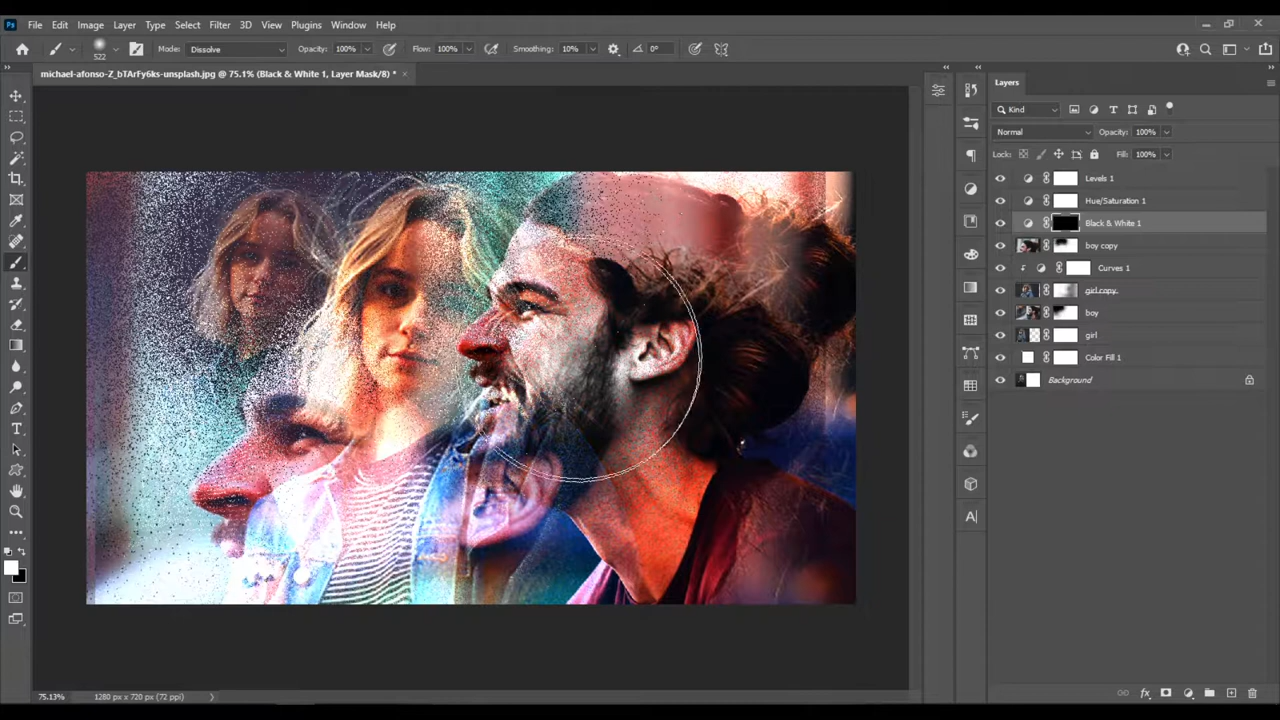 Ps File Edit Image Layer Type Select Filter 3D View Plugins Window Help
522 Mode: Dissolve Opacity: 100% Flow: 100% Smoothing: 10% 0°
michael-afonso-Z_bTArFy6ks-unsplash.jpg @ 75.1% (Black & White 1, Layer Mask/8) * ×
Layers
Kind
Normal Opacity: 100%
Lock: Fill: 100%
Levels 1
Hue/Saturation 1
Black & White 1
boy copy
Curves 1
girl copy
boy
girl
Color Fill 1
Background
75.13% 1280 px x 720 px (72 ppi)